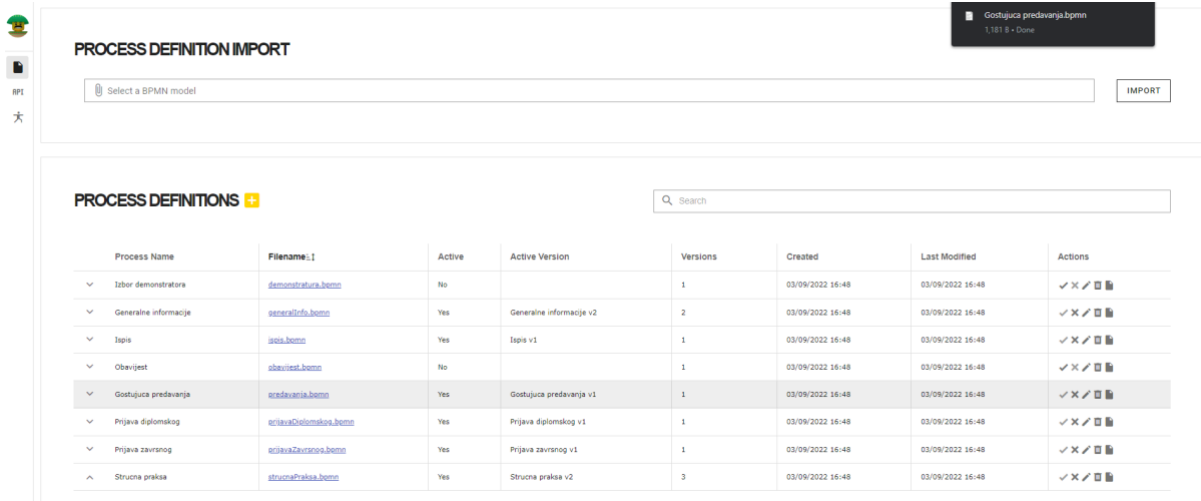 Gostujuca predavanja.bpmn
1,181 B • Done
PROCESS DEFINITION IMPORT
API
Select a BPMN model
IMPORT
PROCESS DEFINITIONS
Search
Process Name Filename Active Active Version Versions Created Last Modified Actions
Izbor demonstratora demonstratura.bpmn No 1 03/09/2022 16:48 03/09/2022 16:48
Generalne informacije generalInfo.bpmn Yes Generalne informacije v2 2 03/09/2022 16:48 03/09/2022 16:48
Ispis ispis.bpmn Yes Ispis v1 1 03/09/2022 16:48 03/09/2022 16:48
Obavijest obavijest.bpmn No 1 03/09/2022 16:48 03/09/2022 16:48
Gostujuca predavanja predavanja.bpmn Yes Gostujuca predavanja v1 1 03/09/2022 16:48 03/09/2022 16:48
Prijava diplomskog prijavaDiplomskog.bpmn Yes Prijava diplomskog v1 1 03/09/2022 16:48 03/09/2022 16:48
Prijava zavrsnog prijavaZavrsnog.bpmn Yes Prijava zavrsnog v1 1 03/09/2022 16:48 03/09/2022 16:48
Strucna praksa strucnaPraksa.bpmn Yes Strucna praksa v2 3 03/09/2022 16:48 03/09/2022 16:48